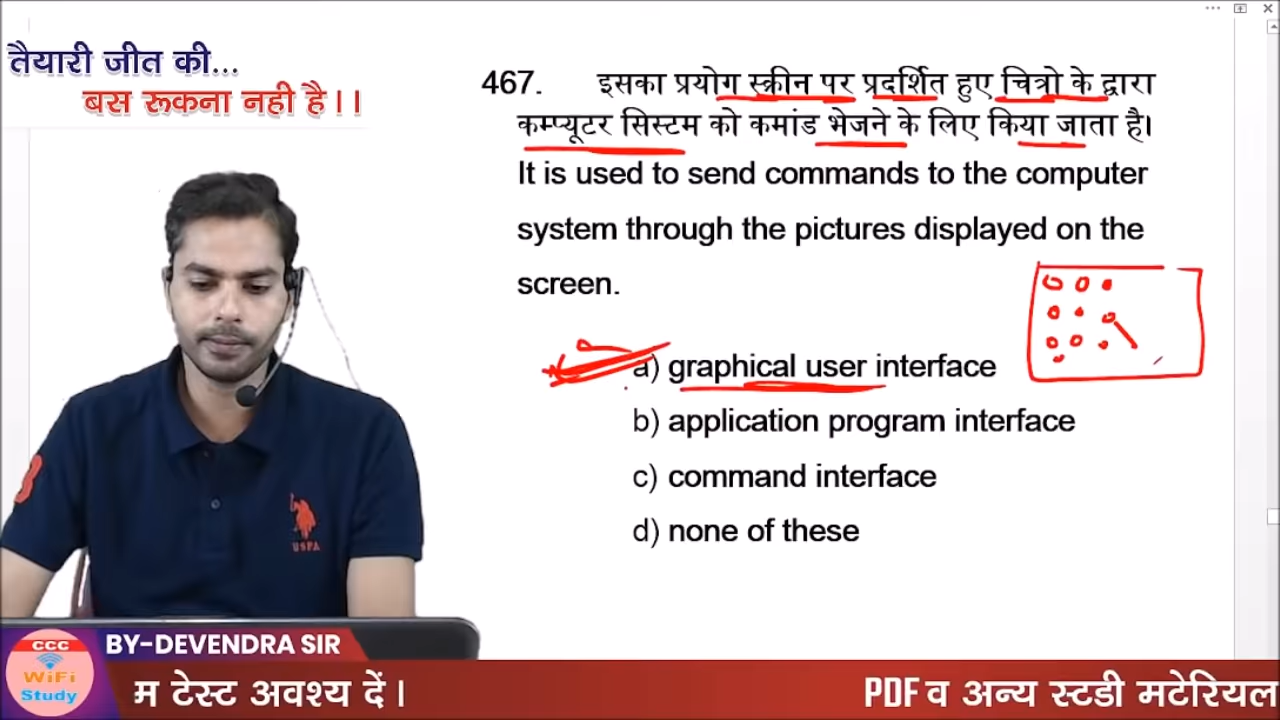 तैयारी जीत की...
बस रूकना नही है।।
467. इसका प्रयोग स्क्रीन पर प्रदर्शित हुए चित्रो के द्वारा
कम्प्यूटर सिस्टम को कमांड भेजने के लिए किया जाता है।
It is used to send commands to the computer
system through the pictures displayed on the
screen.
a) graphical user interface
b) application program interface
c) command interface
d) none of these
USPA
BY-DEVENDRA SIR
CCC
WiFi
Study
म टेस्ट अवश्य दें।
PDF व अन्य स्टडी मटेरियल